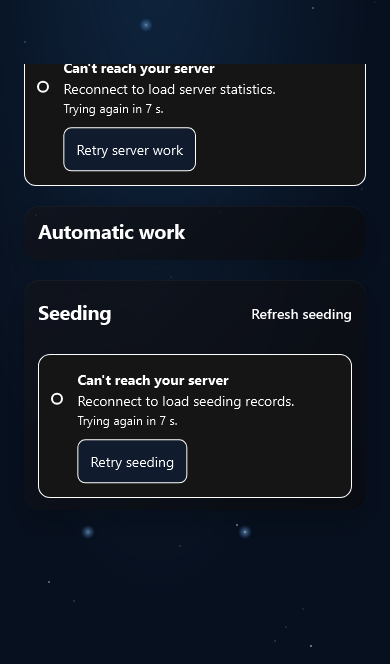 Can't reach your server
Reconnect to load server statistics.
Trying again in 7 s.
Retry server work
Automatic work
Seeding
Refresh seeding
Can't reach your server
Reconnect to load seeding records.
Trying again in 7 s.
Retry seeding